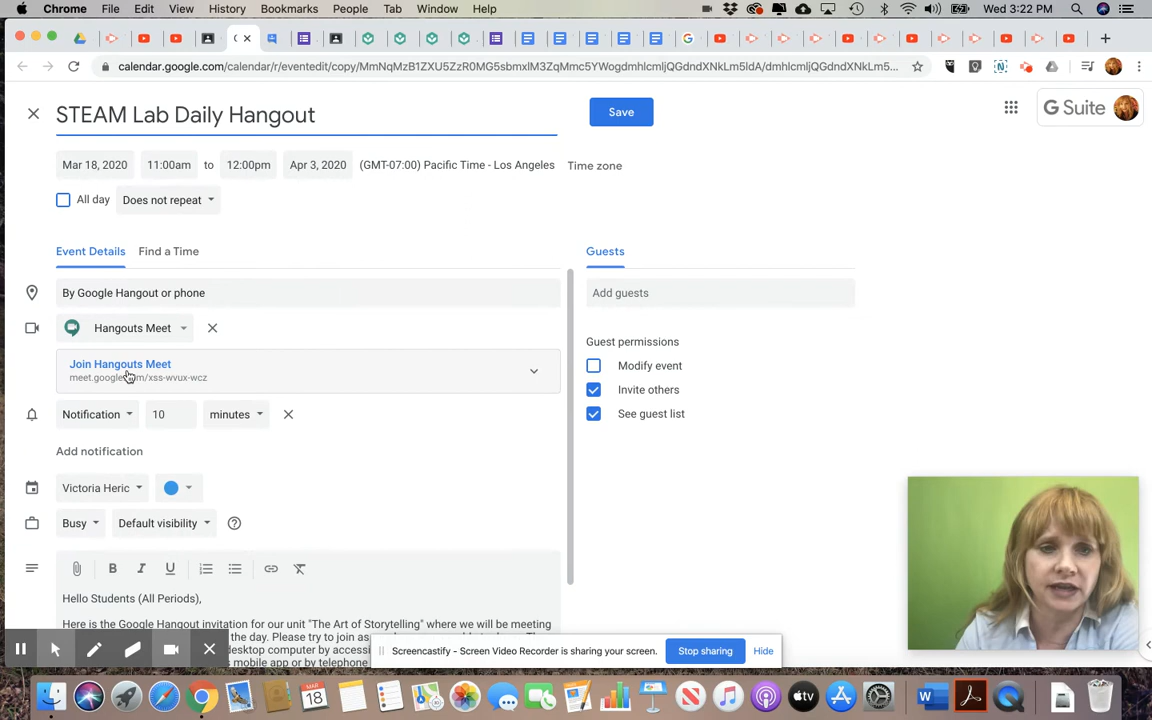 Chrome File Edit View History Bookmarks People Tab Window Help Wed 3:22 PM
calendar.google.com/calendar/r/eventedit/copy/MmNqMzB1ZXU5ZzR0MG5sbmxlM3ZqMmc5YWogdmhlcmljQGdndXNkLm5ldA/dmhlcmljQGdndXNkLm5...
STEAM Lab Daily Hangout
Save
G Suite
Mar 18, 2020 11:00am to 12:00pm Apr 3, 2020 (GMT-07:00) Pacific Time - Los Angeles Time zone
All day Does not repeat
Event Details Find a Time
Guests
By Google Hangout or phone
Add guests
Hangouts Meet
Guest permissions
Join Hangouts Meet
meet.google.com/xss-wvux-wcz
Modify event
Invite others
See guest list
Notification 10 minutes
Add notification
Victoria Heric
Busy Default visibility
B I U
Hello Students (All Periods),
Here is the Google Hangout invitation for our unit "The Art of Storytelling" where we will be meeting
the day. Please try to join as
desktop computer by accessi
s mobile app or by telephone
Screencastify - Screen Video Recorder is sharing your screen. Stop sharing Hide
MAR
18
tv
W